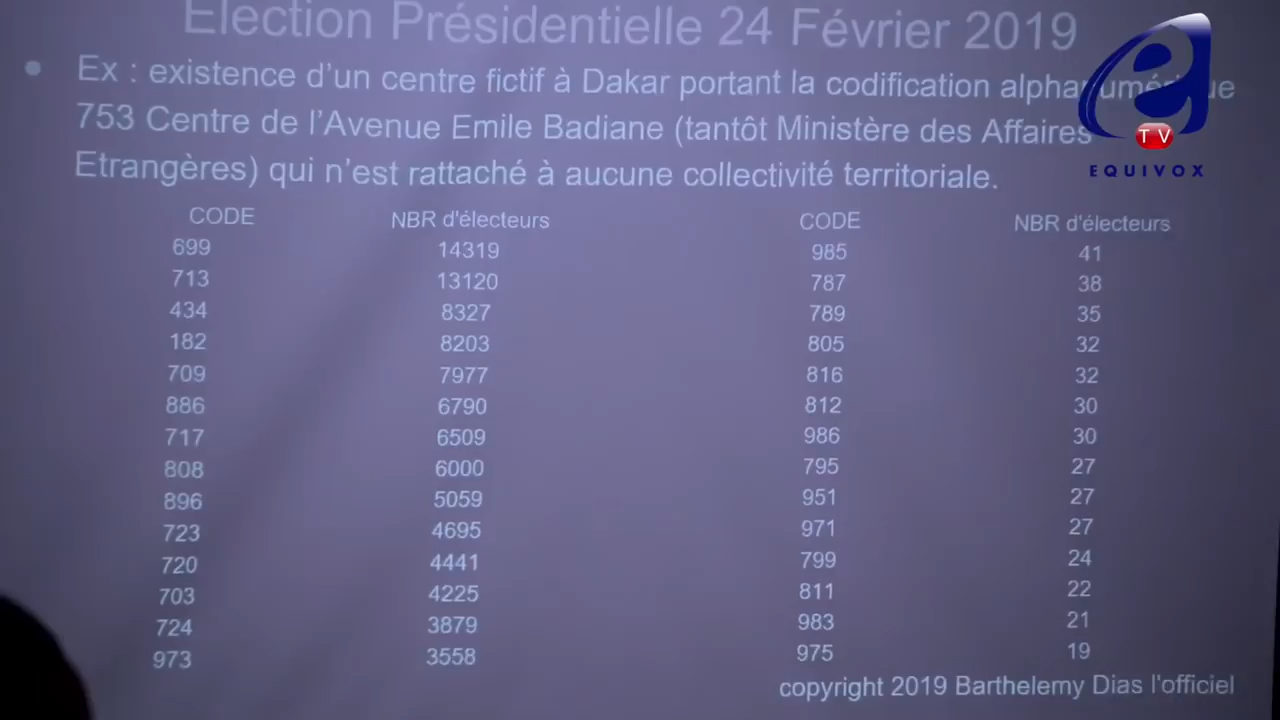 Election Présidentielle 24 Février 2019
• Ex : existence d'un centre fictif à Dakar portant la codification alphanumérique
753 Centre de l'Avenue Emile Badiane (tantôt Ministère des Affaires
Etrangères) qui n'est rattaché à aucune collectivité territoriale.
TV
EQUIVOX
CODE NBR d'électeurs CODE NBR d'électeurs
699 14319 985 41
713 13120 787 38
434 8327 789 35
182 8203 805 32
709 7977 816 32
886 6790 812 30
717 6509 986 30
808 6000 795 27
896 5059 951 27
723 4695 971 27
720 4441 799 24
703 4225 811 22
724 3879 983 21
973 3558 975 19
copyright 2019 Barthelemy Dias l'officiel